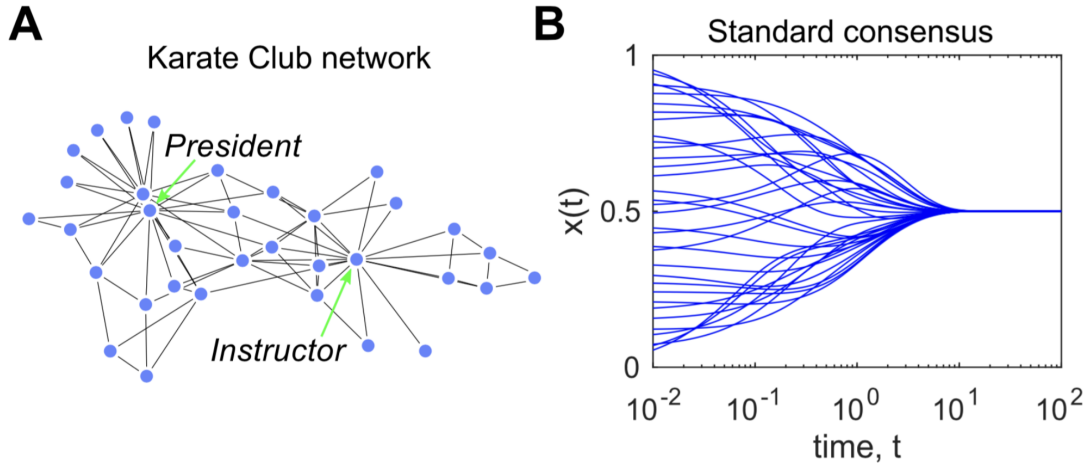 A
Karate Club network
President
Instructor
B
Standard consensus
x(t)
1
0.5
0
10^-2 10^-1 10^0 10^1 10^2
time, t